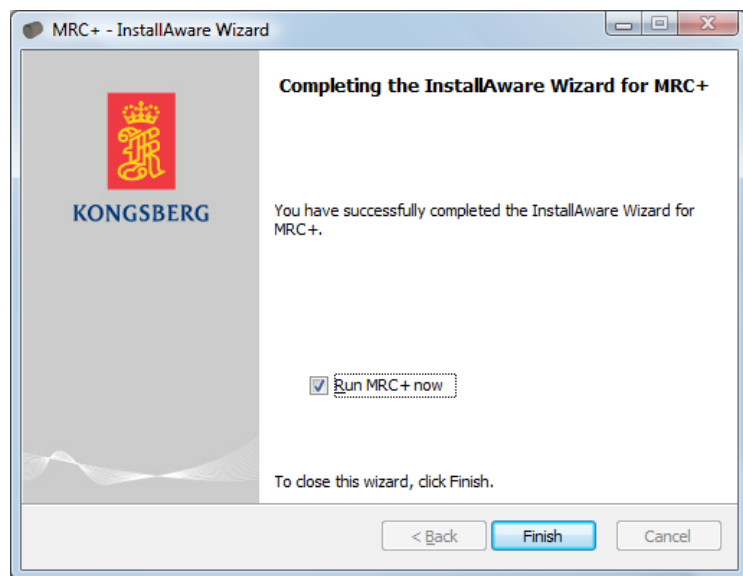 MRC+ - InstallAware Wizard
Completing the InstallAware Wizard for MRC+
KONGSBERG
You have successfully completed the InstallAware Wizard for
MRC+.
Run MRC+ now
To close this wizard, click Finish.
< Back
Finish
Cancel